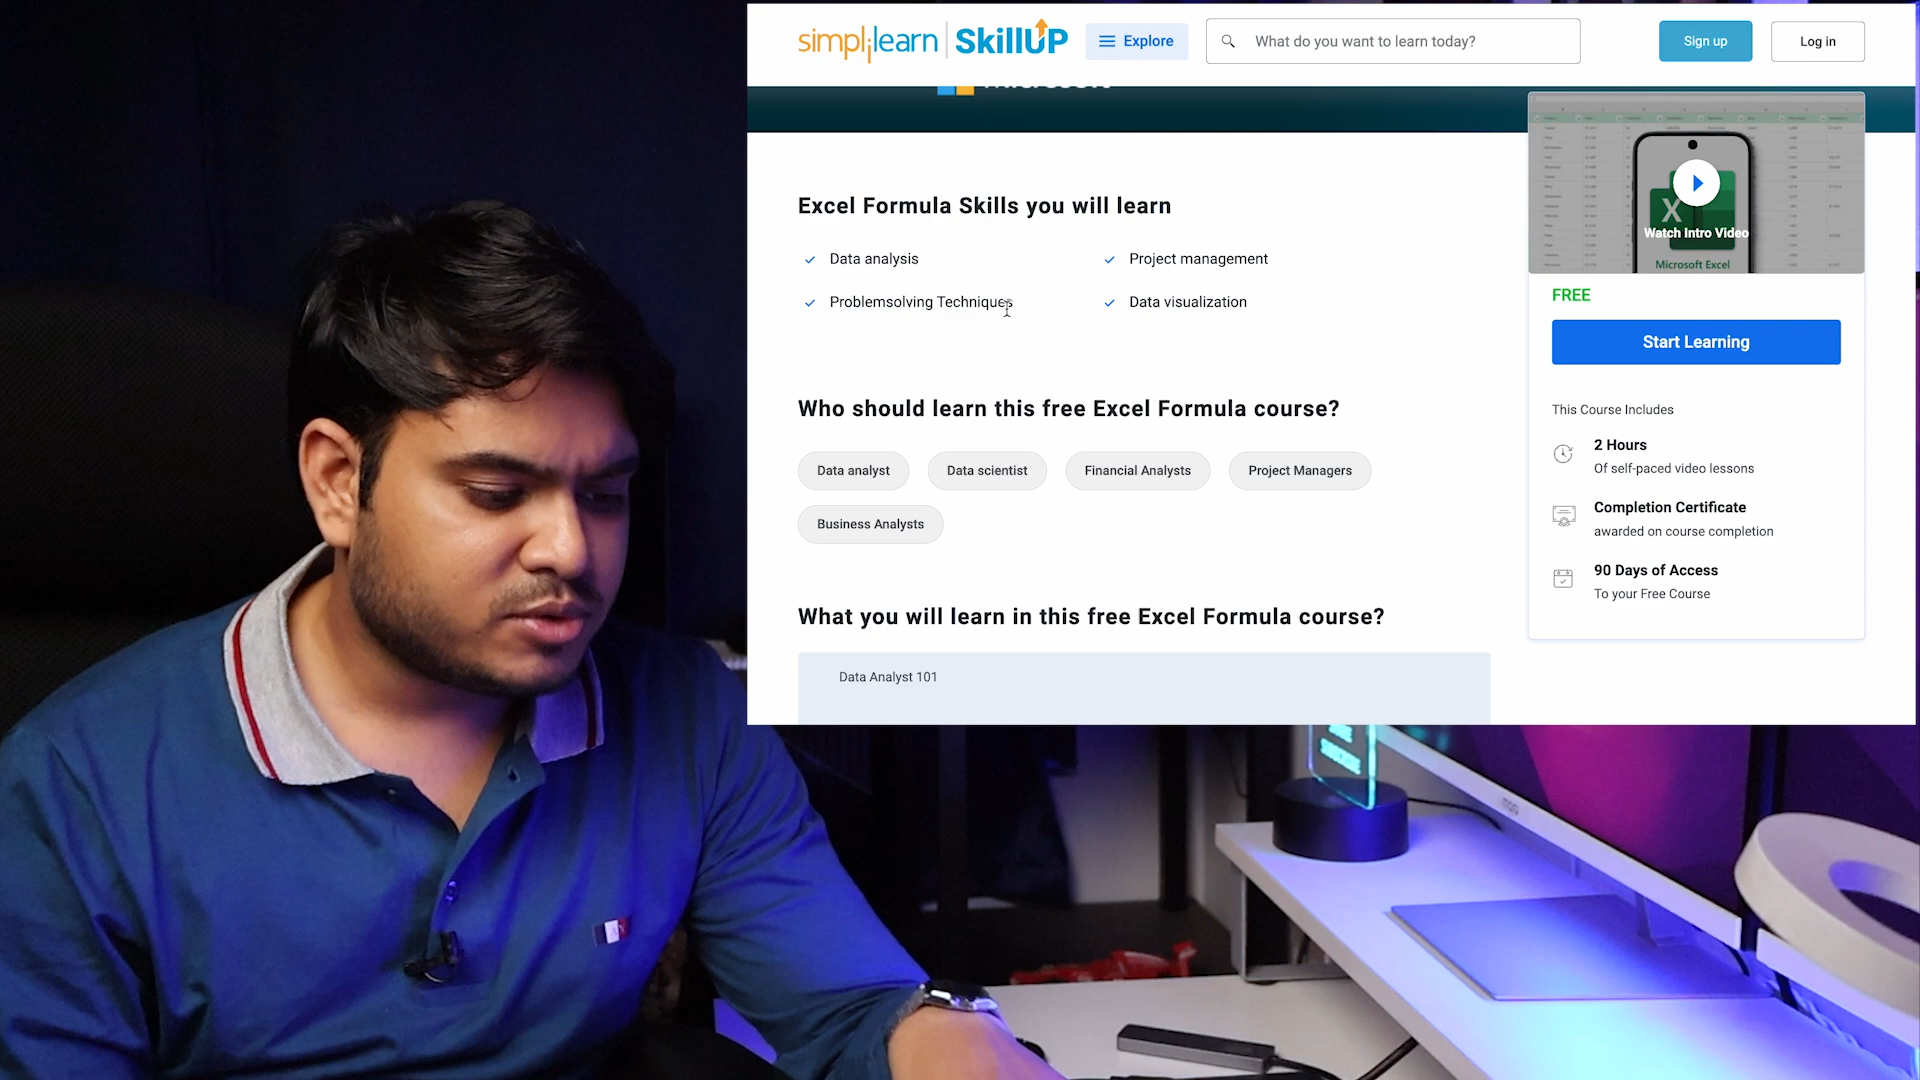 simplilearn | SkillUP
Explore
What do you want to learn today?
Sign up
Log in
Microsoft
Watch Intro Video
Microsoft Excel
Excel Formula Skills you will learn
Data analysis
Project management
Problemsolving Techniques
Data visualization
FREE
Start Learning
Who should learn this free Excel Formula course?
Data analyst
Data scientist
Financial Analysts
Project Managers
Business Analysts
This Course Includes
2 Hours
Of self-paced video lessons
Completion Certificate
awarded on course completion
90 Days of Access
To your Free Course
What you will learn in this free Excel Formula course?
Data Analyst 101